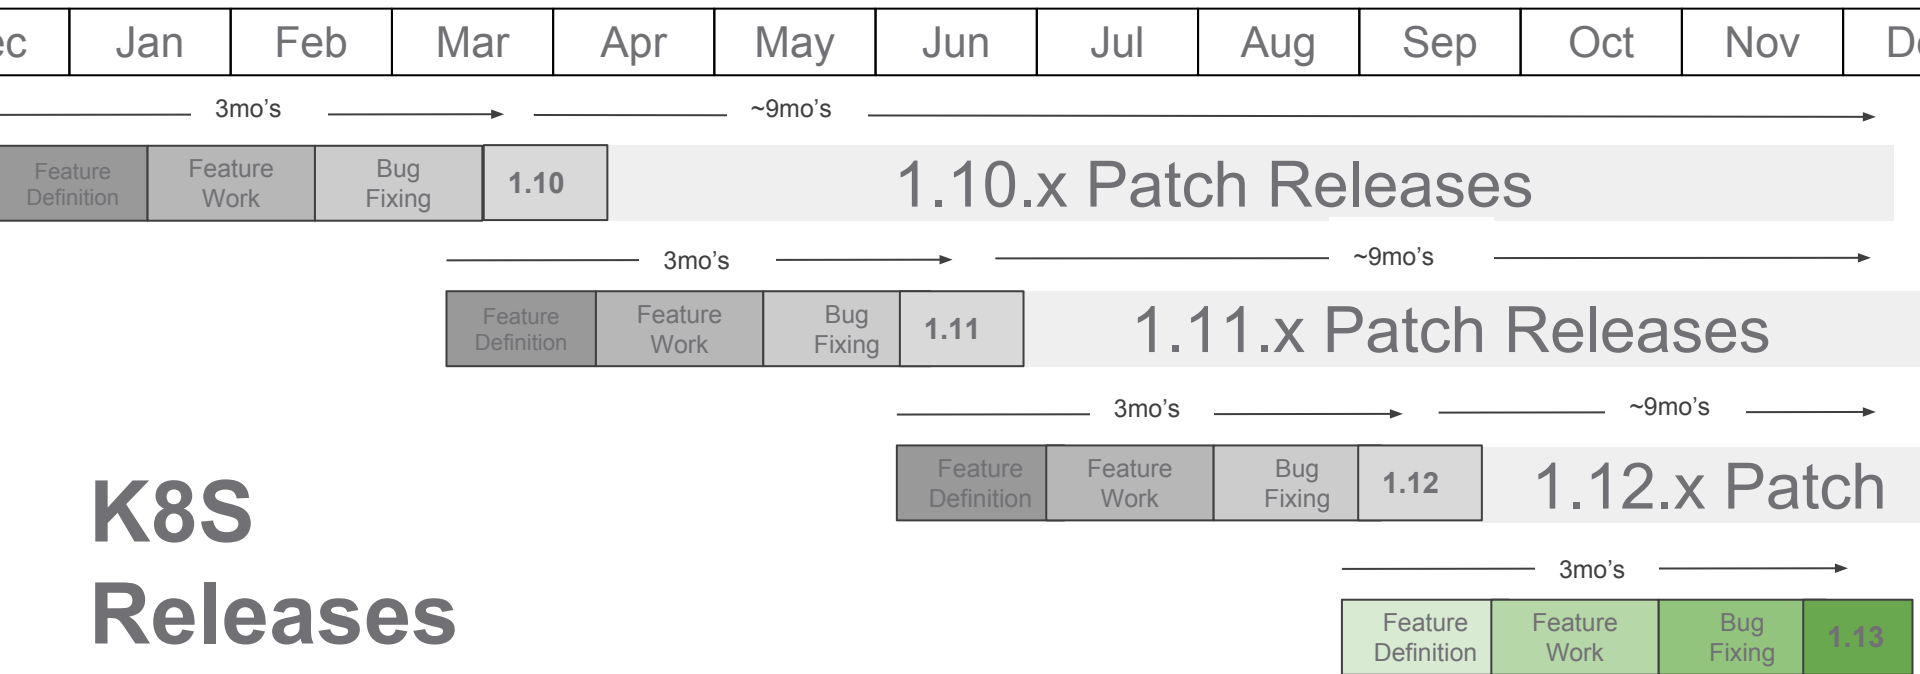 ec Jan Feb Mar Apr May Jun Jul Aug Sep Oct Nov De
3mo's ~9mo's
Feature Definition
Feature Work
Bug Fixing
1.10
1.10.x Patch Releases
3mo's ~9mo's
Feature Definition
Feature Work
Bug Fixing
1.11
1.11.x Patch Releases
3mo's ~9mo's
Feature Definition
Feature Work
Bug Fixing
1.12
1.12.x Patch
K8S
Releases
3mo's
Feature Definition
Feature Work
Bug Fixing
1.13